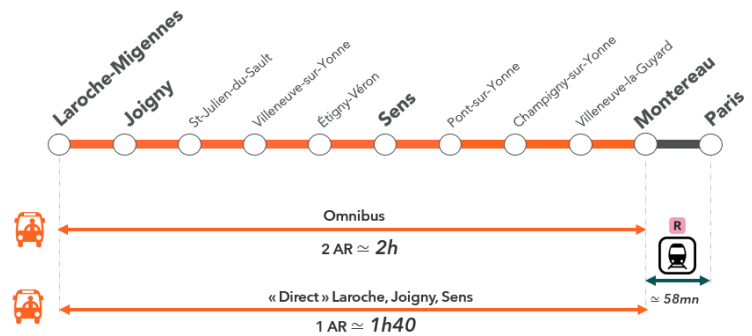 Laroche-Migennes
Joigny
St-Julien-du-Sault
Villeneuve-sur-Yonne
Étigny-Véron
Sens
Pont-sur-Yonne
Champigny-sur-Yonne
Villeneuve-la-Guyard
Montereau
Paris
Omnibus
2 AR ≃ 2h
R
≃ 58mn
« Direct » Laroche, Joigny, Sens
1 AR ≃ 1h40